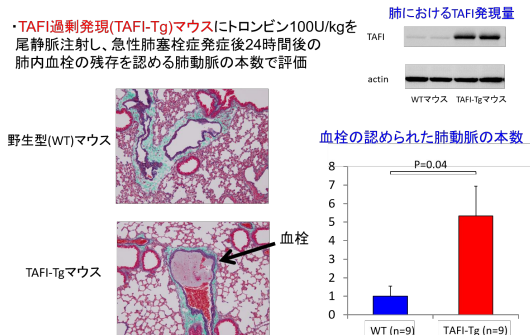 ・TAFI過剰発現(TAFI-Tg)マウスにトロンビン100U/kgを
尾静脈注射し、急性肺塞栓症発症後24時間後の
肺内血栓の残存を認める肺動脈の本数で評価
肺におけるTAFI発現量
TAFI
actin
WTマウス TAFI-Tgマウス
野生型(WT)マウス
血栓
TAFI-Tgマウス
血栓の認められた肺動脈の本数
P=0.04
8
7
6
5
4
3
2
1
0
WT (n=9) TAFI-Tg (n=9)